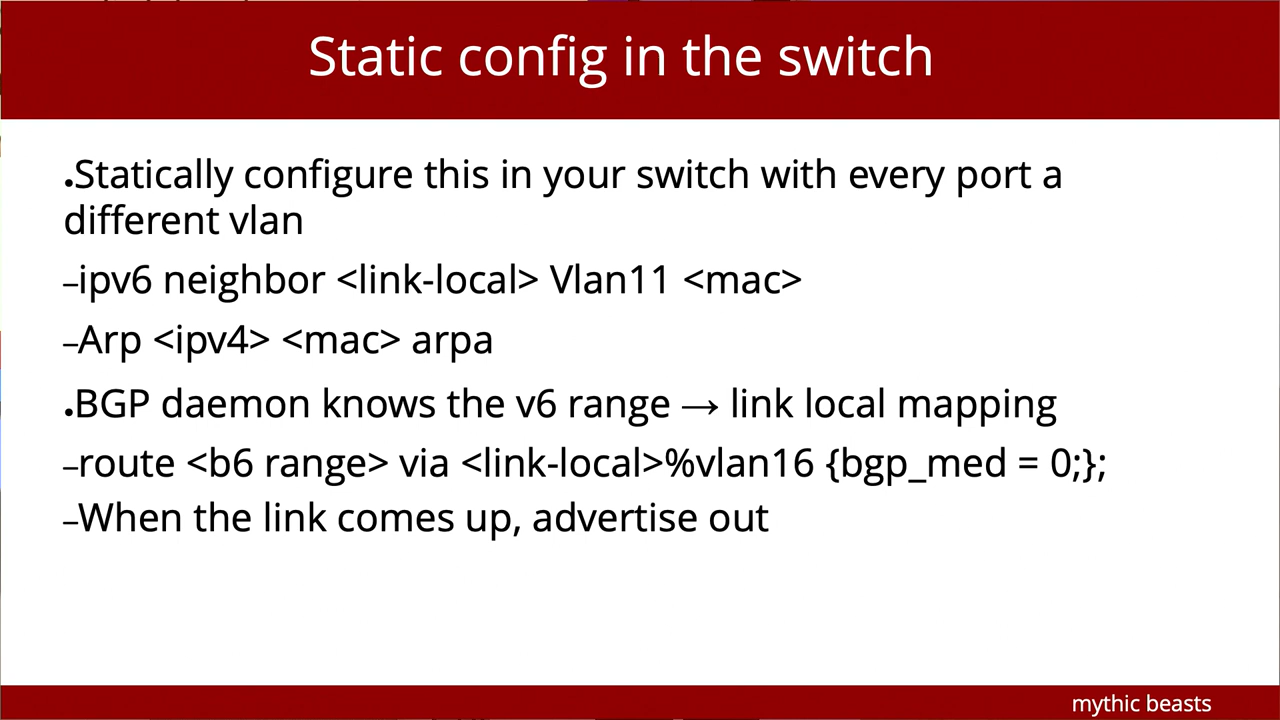 Static config in the switch
•Statically configure this in your switch with every port a
different vlan
–ipv6 neighbor <link-local> Vlan11 <mac>
–Arp <ipv4> <mac> arpa
•BGP daemon knows the v6 range → link local mapping
–route <b6 range> via <link-local>%vlan16 {bgp_med = 0;};
–When the link comes up, advertise out
mythic beasts